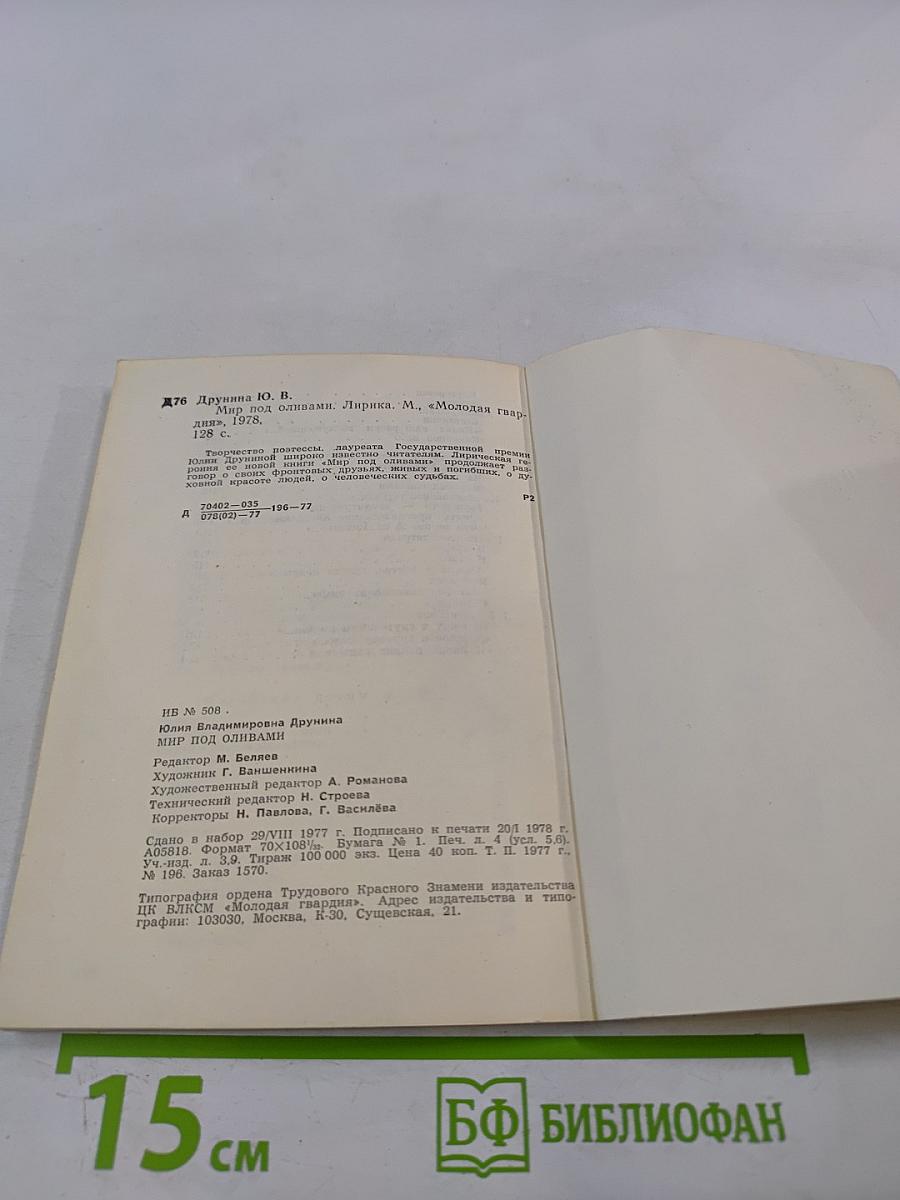 Д76 Друнина Ю. В.
Мир под оливами. Лирика. М., «Молодая гвар-
дия», 1978.
128 с.
Творчество поэтессы, лауреата Государственной премии
Юлии Друниной широко известно читателям. Лирическая ге-
роиня ее новой книги «Мир под оливами» продолжает раз-
говор о своих фронтовых друзьях, живых и погибших, о ду-
ховной красоте людей, о человеческих судьбах.
Д 70402—035
078(02)—77 196—77
Р2
ИБ № 508
Юлия Владимировна Друнина
МИР ПОД ОЛИВАМИ
Редактор М. Беляев
Художник Г. Ваншенкина
Художественный редактор А. Романова
Технический редактор Н. Строева
Корректоры Н. Павлова, Г. Василёва
Сдано в набор 29/VIII 1977 г. Подписано к печати 20/I 1978 г.
А05818. Формат 70×108¹/₃₂. Бумага № 1. Печ. л. 4 (усл. 5,6).
Уч.-изд. л. 3,9. Тираж 100 000 экз. Цена 40 коп. Т. П. 1977 г.,
№ 196. Заказ 1570.
Типография ордена Трудового Красного Знамени издательства
ЦК ВЛКСМ «Молодая гвардия». Адрес издательства и типо-
графии: 103030, Москва, К-30, Сущевская, 21.
15 см
БФ БИБЛИОФАН